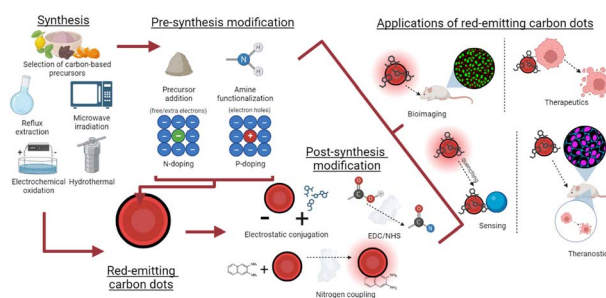 Synthesis
Selection of carbon-based
precursors
Reflux
extraction
Microwave
irradiation
Electrochemical
oxidation
Hydrothermal
Pre-synthesis modification
Precursor
addition
Amine
functionalization
(free/extra electrons)
(electron holes)
N-doping
P-doping
N
H
H
Red-emitting
carbon dots
Post-synthesis
modification
Electrostatic conjugation
EDC/NHS
Nitrogen coupling
Applications of red-emitting carbon dots
Bioimaging
Therapeutics
quenching
Sensing
Theranostics